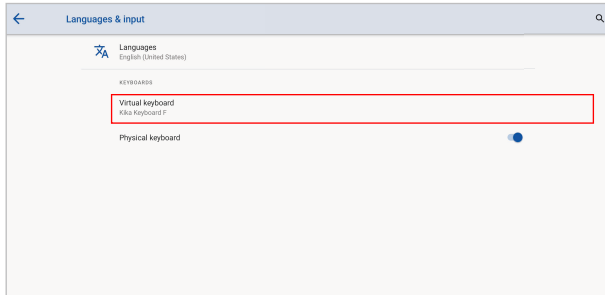 Languages & input
Languages
English (United States)
KEYBOARDS
Virtual keyboard
Kika Keyboard F
Physical keyboard